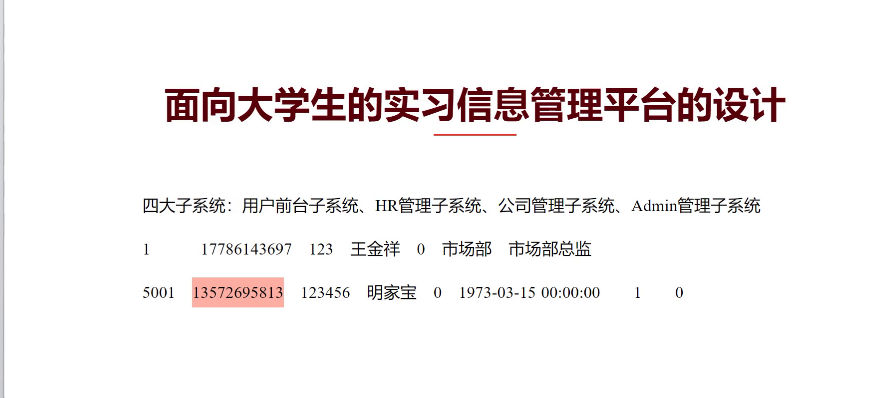 面向大学生的实习信息管理平台的设计
四大子系统：用户前台子系统、HR管理子系统、公司管理子系统、Admin管理子系统
1 17786143697 123 王金祥 0 市场部 市场部总监
5001 13572695813 123456 明家宝 0 1973-03-15 00:00:00 1 0